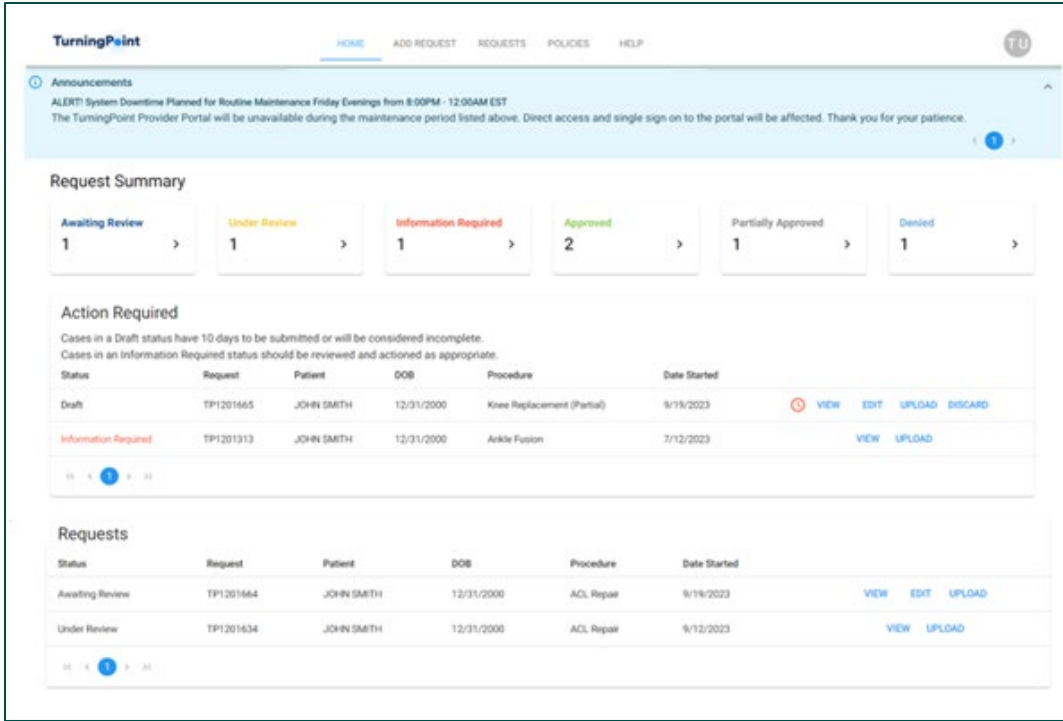 TurningPoint
HOME ADD REQUEST REQUESTS POLICIES HELP
TU
Announcements
ALERT! System Downtime Planned for Routine Maintenance Friday Evenings from 8:00PM - 12:00AM EST
The TurningPoint Provider Portal will be unavailable during the maintenance period listed above. Direct access and single sign on to the portal will be affected. Thank you for your patience.
1
Request Summary
Awaiting Review Under Review Information Required Approved Partially Approved Denied
1 1 1 2 1 1
Action Required
Cases in a Draft status have 10 days to be submitted or will be considered incomplete.
Cases in an Information Required status should be reviewed and actioned as appropriate.
Status Request Patient DOB Procedure Date Started
Draft TP1201665 JOHN SMITH 12/31/2000 Knee Replacement (Partial) 9/19/2023 VIEW EDIT UPLOAD DISCARD
Information Required TP1201313 JOHN SMITH 12/31/2000 Ankle Fusion 7/12/2023 VIEW UPLOAD
1
Requests
Status Request Patient DOB Procedure Date Started
Awaiting Review TP1201664 JOHN SMITH 12/31/2000 ACL Repair 9/19/2023 VIEW EDIT UPLOAD
Under Review TP1201634 JOHN SMITH 12/31/2000 ACL Repair 9/12/2023 VIEW UPLOAD
1